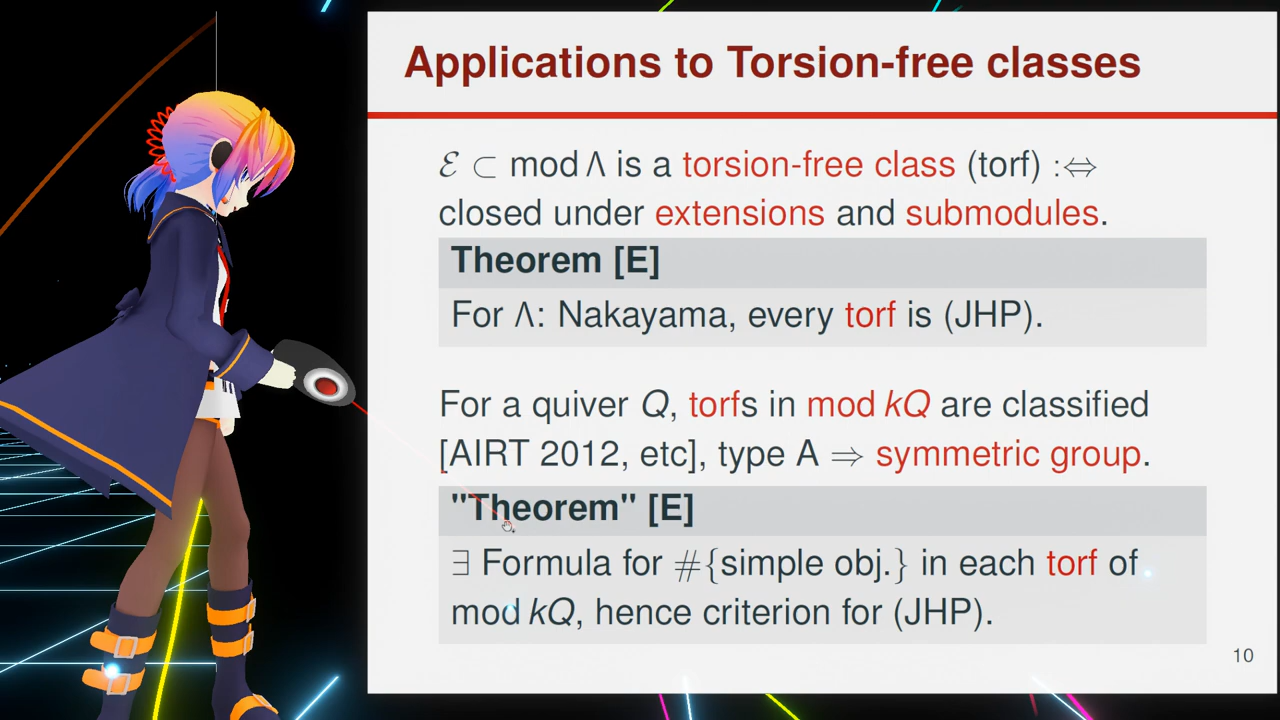 Applications to Torsion-free classes
ℰ ⊂ mod Λ is a torsion-free class (torf) :⇔
closed under extensions and submodules.
Theorem [E]
For Λ: Nakayama, every torf is (JHP).
For a quiver Q, torfs in mod kQ are classified
[AIRT 2012, etc], type A ⇒ symmetric group.
"Theorem" [E]
∃ Formula for #{simple obj.} in each torf of
mod kQ, hence criterion for (JHP).
10